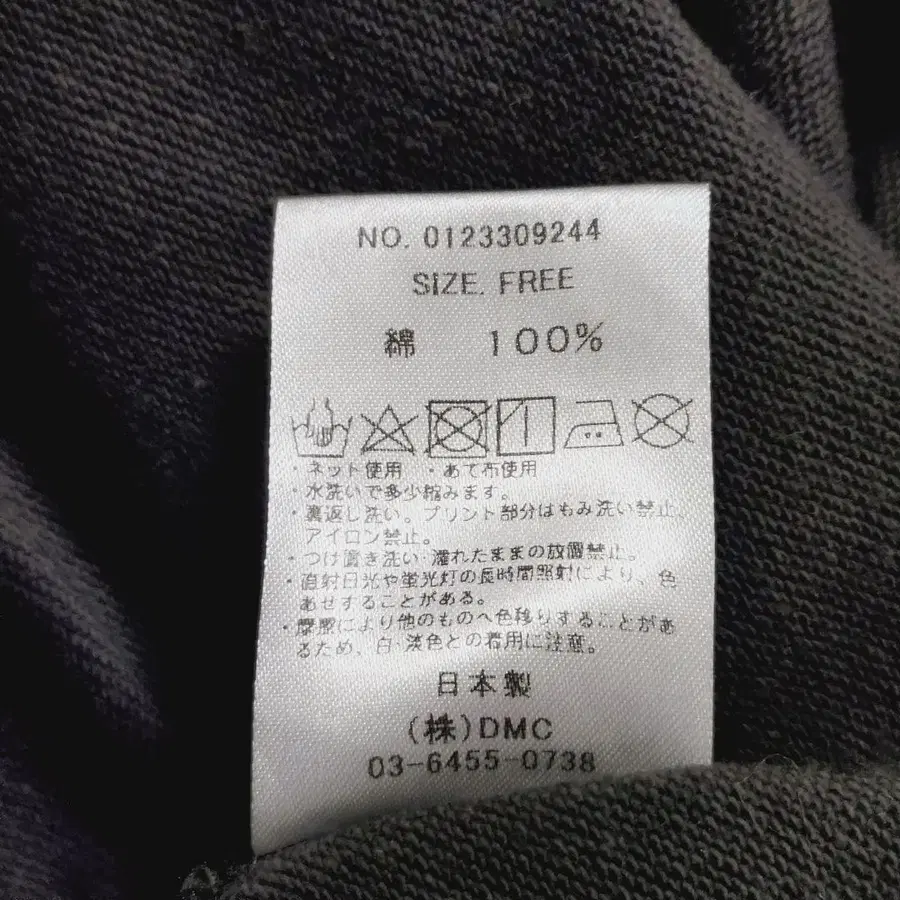 NO. 0123309244
SIZE. FREE
綿 100%
・ネット使用 ・あて布使用
・水洗いで多少縮みます。
・裏返し洗い。プリント部分はもみ洗い禁止。
アイロン禁止。
・つけ置き洗い・濡れたままの放置禁止。
・直射日光や蛍光灯の長時間照射により、色
あせすることがある。
・摩擦により他のものへ色移りすることがあ
るため、白・淡色との着用に注意。
日本製
(株)DMC
03-6455-0738